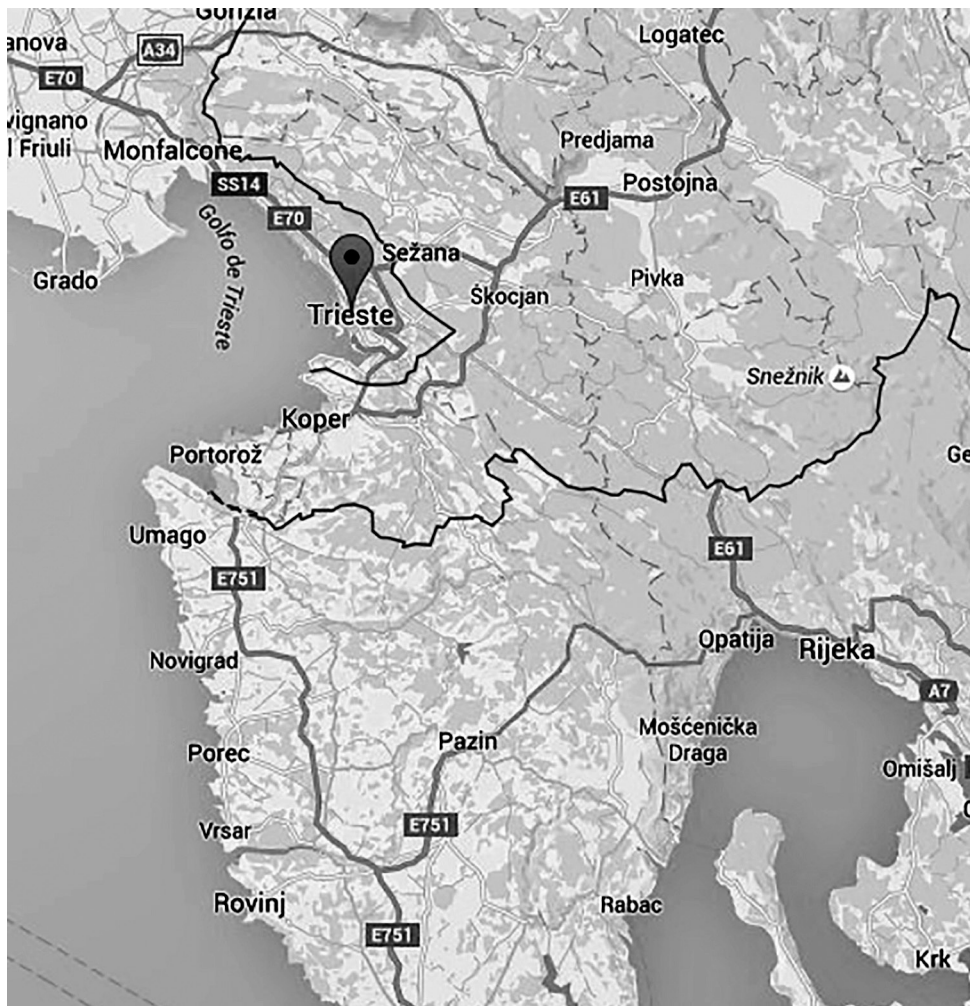 Gorizia
Logatec
anova
A34
E70
vignano
l Friuli
Monfalcone
Predjama
SS14
E61
Postojna
E70
Golfo de Trieste
Sežana
Grado
Pivka
Škocjan
Trieste
Snežnik
Koper
Portorož
Ge
Umago
E61
E751
Opatija
Rijeka
Novigrad
A7
Mošćenička
Draga
Pazin
Porec
Omišalj
E751
Vrsar
Rovinj
Rabac
E751
Krk